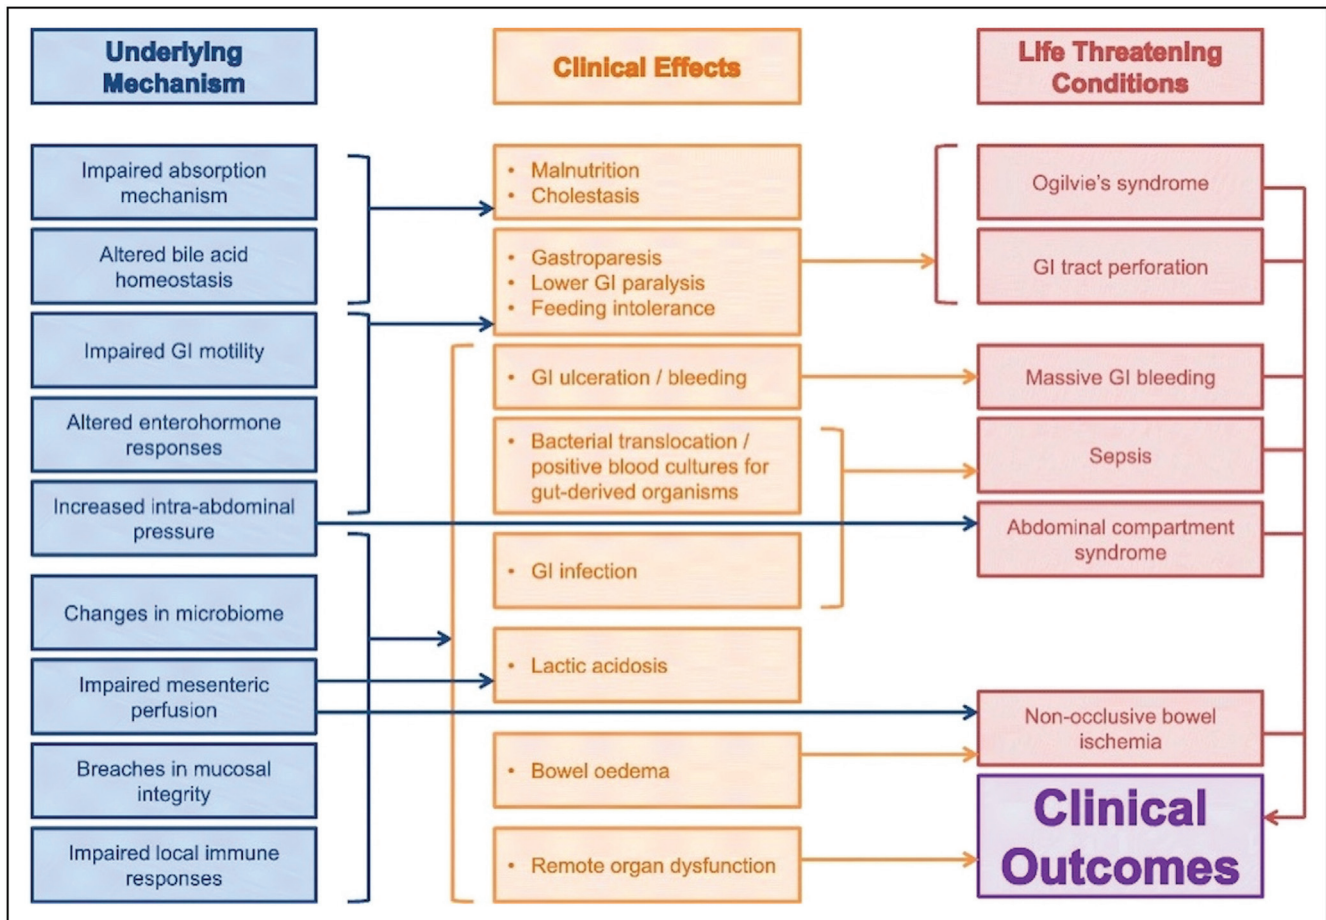 Underlying
Mechanism
Clinical Effects
Life Threatening
Conditions
Impaired absorption
mechanism
Altered bile acid
homeostasis
Impaired GI motility
Altered enterohormone
responses
Increased intra-abdominal
pressure
Changes in microbiome
Impaired mesenteric
perfusion
Breaches in mucosal
integrity
Impaired local immune
responses
• Malnutrition
• Cholestasis
• Gastroparesis
• Lower GI paralysis
• Feeding intolerance
• GI ulceration / bleeding
• Bacterial translocation /
positive blood cultures for
gut-derived organisms
• GI infection
• Lactic acidosis
• Bowel oedema
• Remote organ dysfunction
Ogilvie's syndrome
GI tract perforation
Massive GI bleeding
Sepsis
Abdominal compartment
syndrome
Non-occlusive bowel
ischemia
Clinical
Outcomes